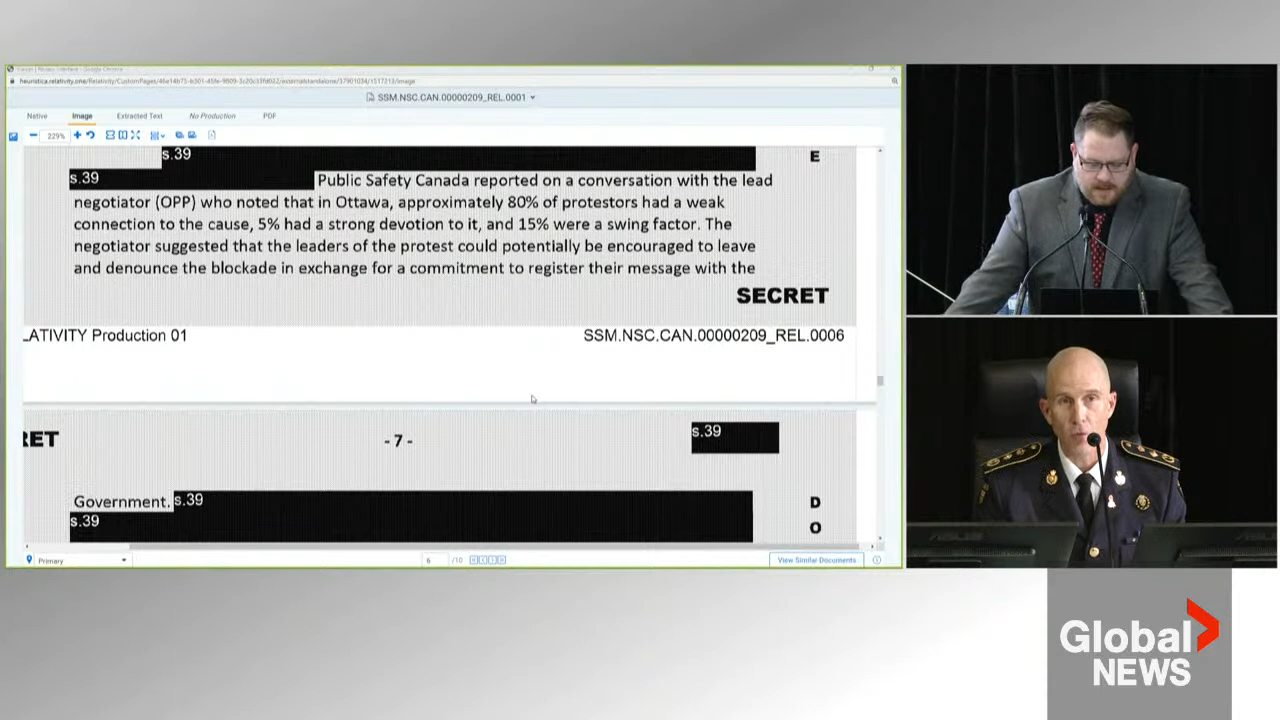 SSM.NSC.CAN.00000209_REL.0001
Native Image Extracted Text No Production PDF
229%
s.39
E
s.39
Public Safety Canada reported on a conversation with the lead
negotiator (OPP) who noted that in Ottawa, approximately 80% of protestors had a weak
connection to the cause, 5% had a strong devotion to it, and 15% were a swing factor. The
negotiator suggested that the leaders of the protest could potentially be encouraged to leave
and denounce the blockade in exchange for a commitment to register their message with the
SECRET
LATIVITY Production 01
SSM.NSC.CAN.00000209_REL.0006
RET
- 7 -
s.39
Government.
s.39
D
s.39
O
Primary
6 /10
View Similar Documents
Global
NEWS